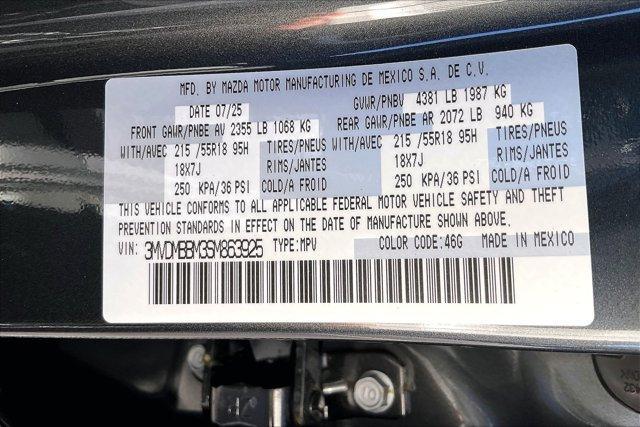 MFD. BY MAZDA MOTOR MANUFACTURING DE MEXICO S.A. DE C.V.
DATE 07/25 GVWR/PNBV 4381 LB 1987 KG
FRONT GAWR/PNBE AV 2355 LB 1068 KG REAR GAWR/PNBE AR 2072 LB 940 KG
WITH/AVEC 215 /55R18 95H TIRES/PNEUS WITH/AVEC 215 /55R18 95H TIRES/PNEUS
18X7J RIMS/JANTES 18X7J RIMS/JANTES
250 KPA/36 PSI COLD/A FROID 250 KPA/36 PSI COLD/A FROID
THIS VEHICLE CONFORMS TO ALL APPLICABLE FEDERAL MOTOR VEHICLE SAFETY AND THEFT
PREVENTION STANDARDS IN EFFECT ON THE DATE OF MANUFACTURE SHOWN ABOVE.
VIN: 3MVDMBBM3SM863925 TYPE:MPV COLOR CODE:46G MADE IN MEXICO